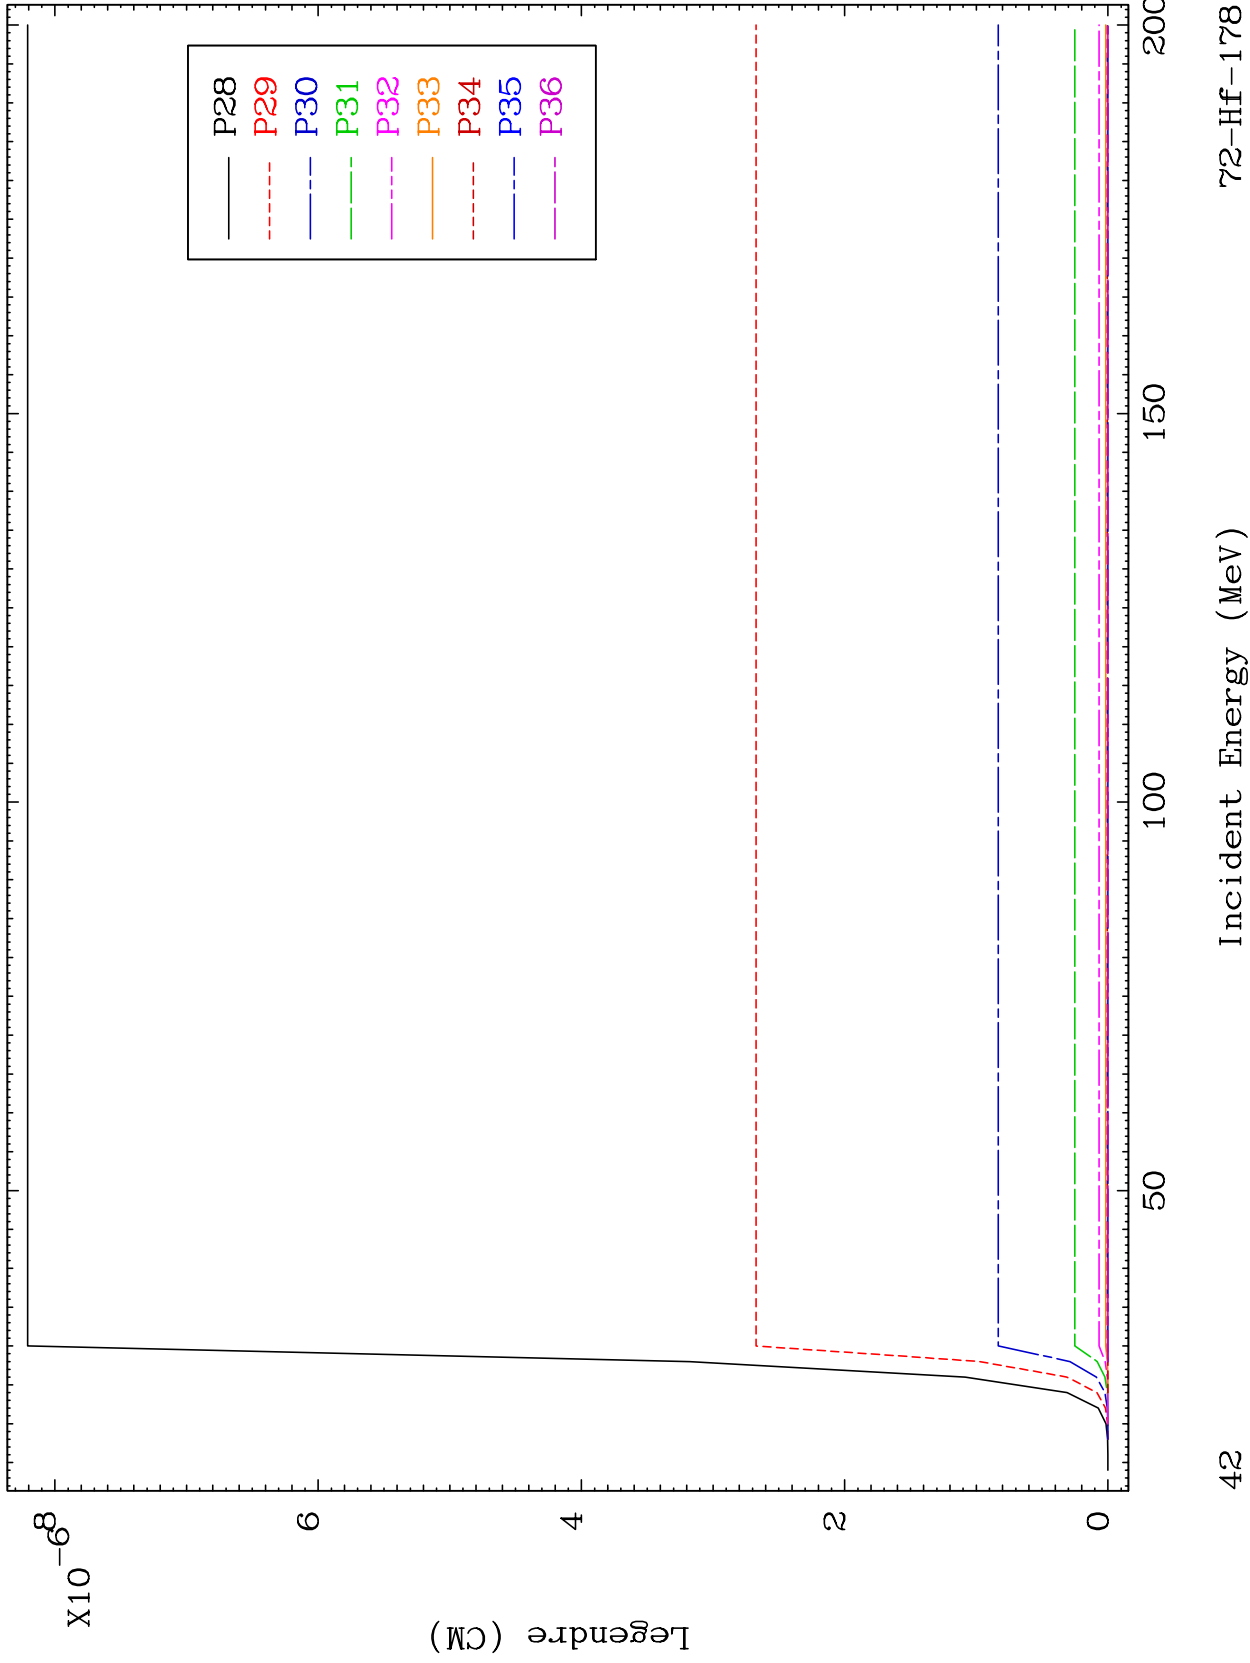 X10^-6
8
6
4
2
0
Legendre (CM)
P28
P29
P30
P31
P32
P33
P34
P35
P36
50
100
150
200
42
Incident Energy (MeV)
72-Hf-178